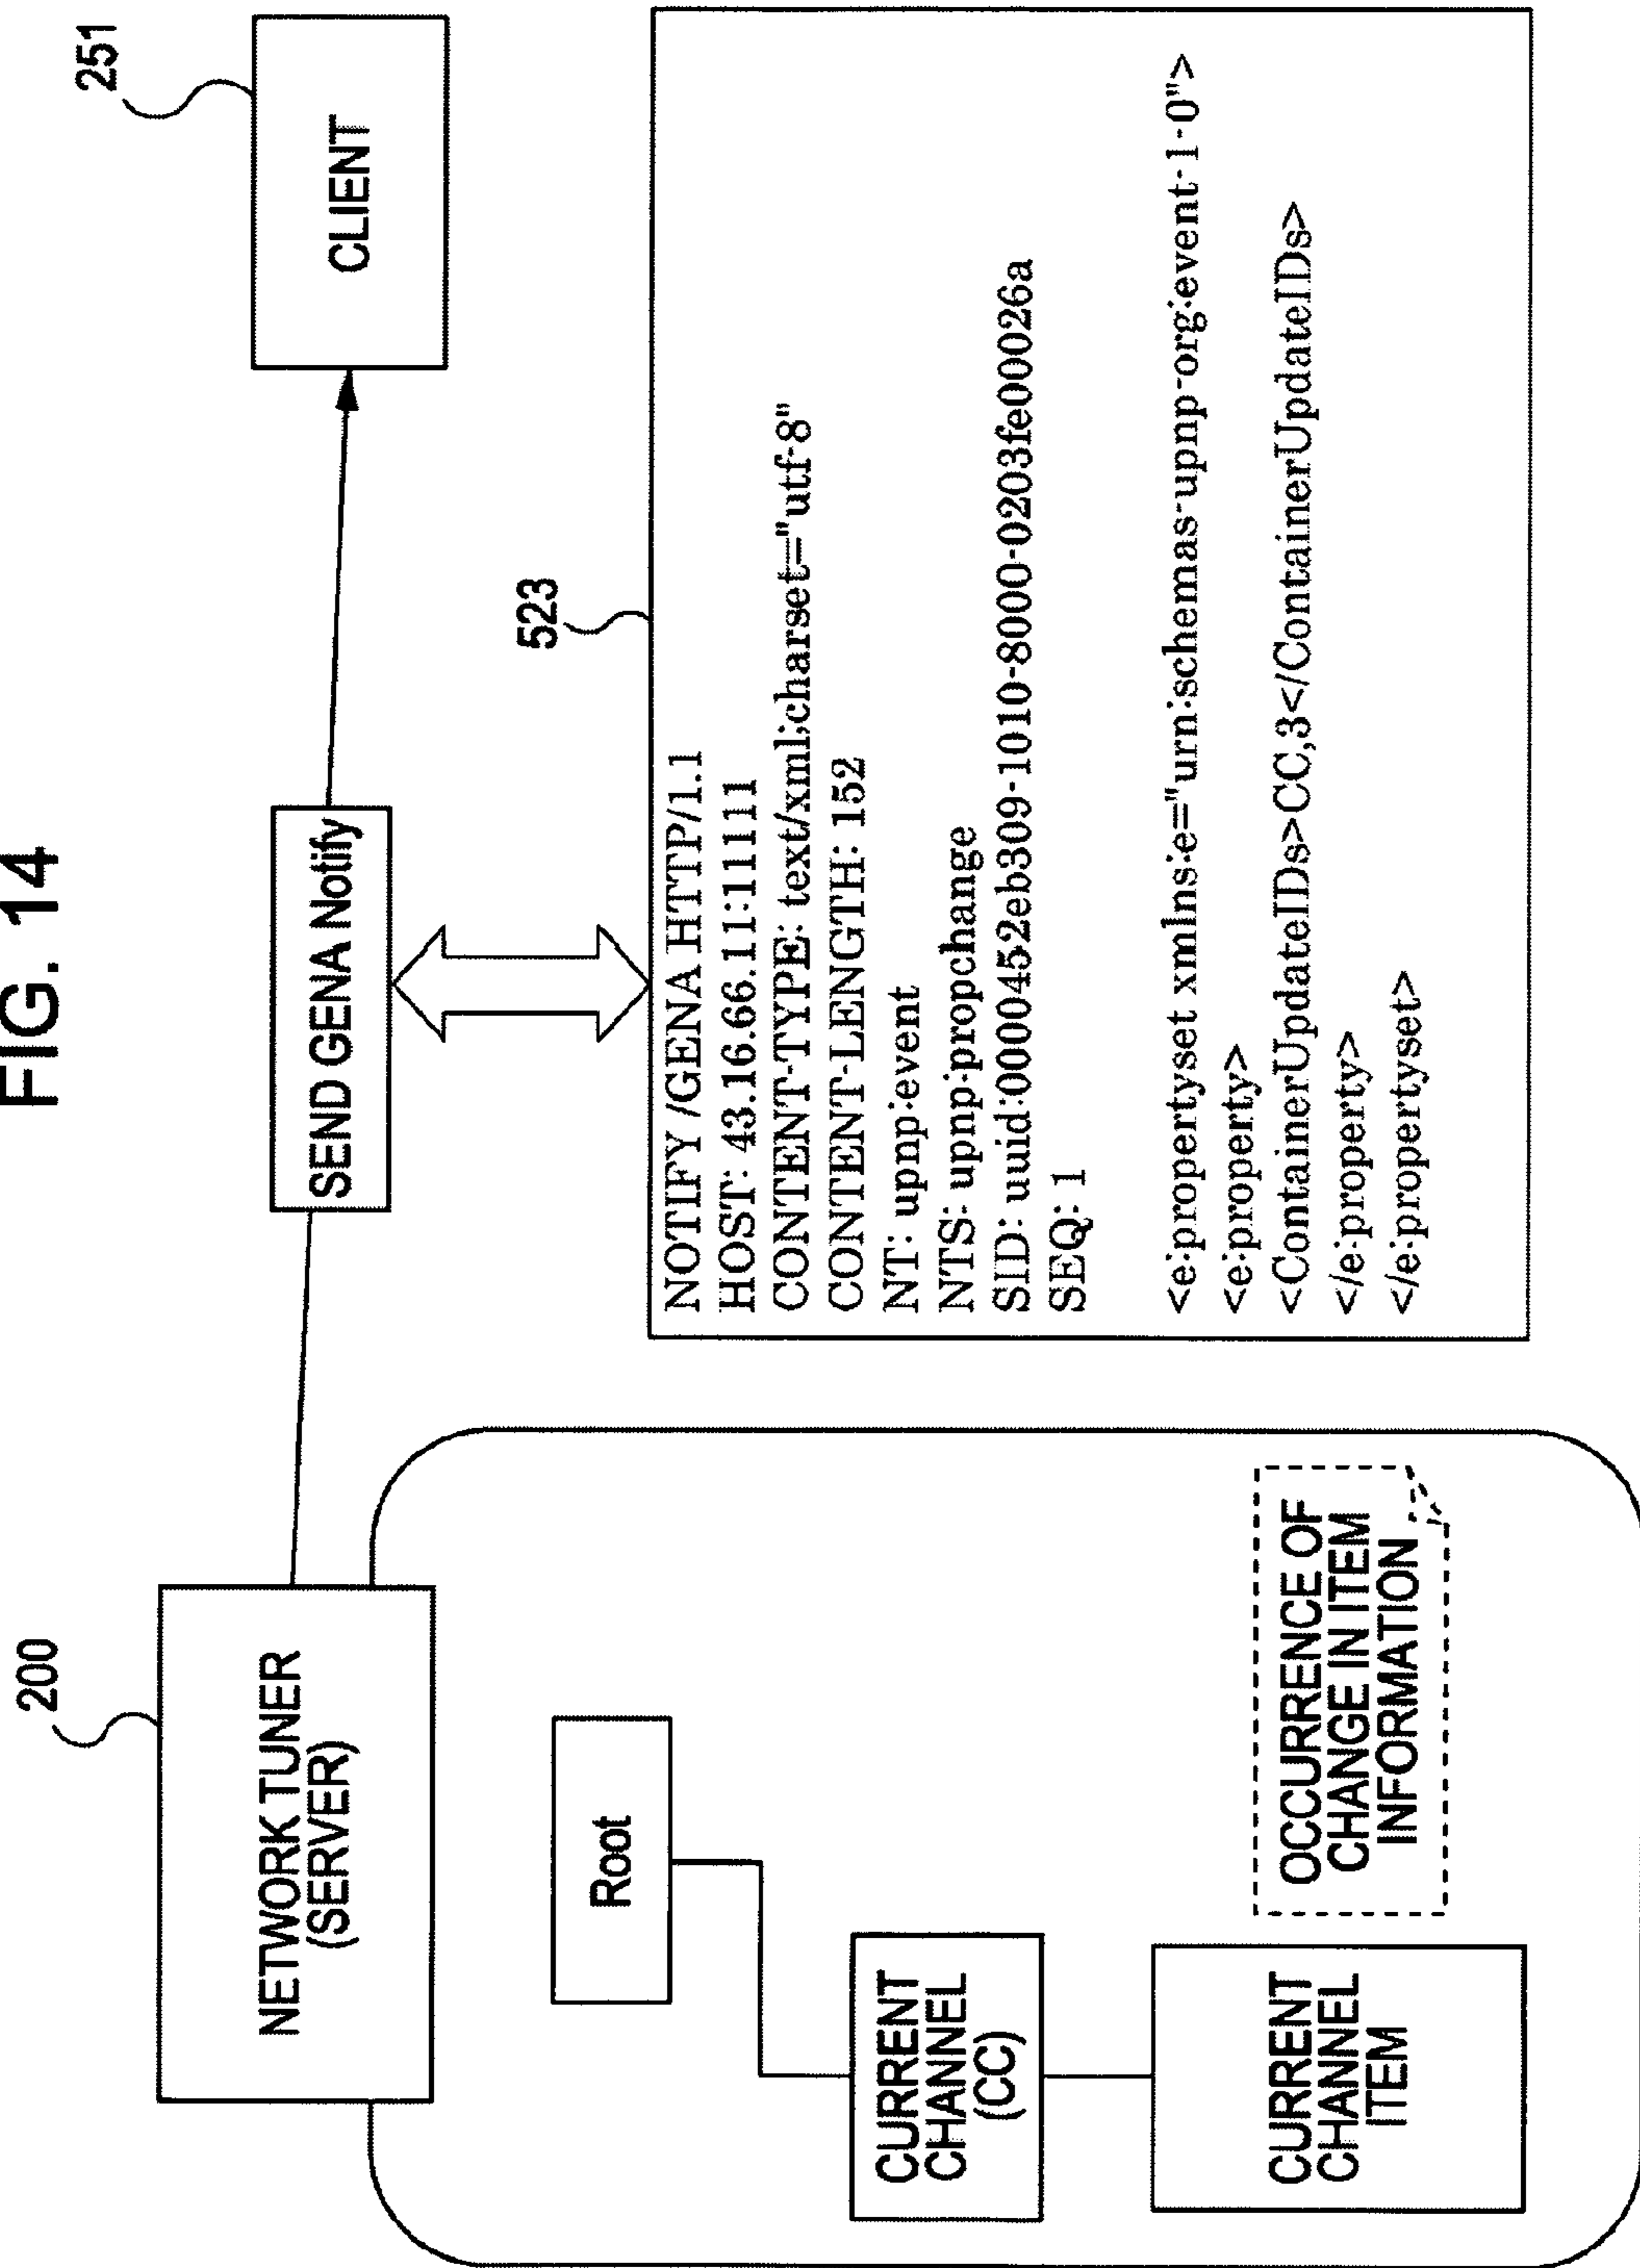 FIG. 14
200
NETWORK TUNER
(SERVER)
SEND GENA Notify
251
CLIENT
Root
CURRENT
CHANNEL
(CC)
CURRENT
CHANNEL
ITEM
OCCURRENCE OF
CHANGE IN ITEM
INFORMATION
523
NOTIFY /GENA HTTP/1.1
HOST: 43.16.66.11:1111
CONTENT-TYPE: text/xml;charset="utf-8"
CONTENT-LENGTH: 152
NT: upnp:event
NTS: upnp:propchange
SID: uuid:0000452eb309-1010-8000-0203fe00026a
SEQ: 1
<e:propertyset xmlns:e="urn:schemas-upnp-org:event-1-0">
<e:property>
<ContainerUpdateIDs>CC,3</ContainerUpdateIDs>
</e:property>
</e:propertyset>